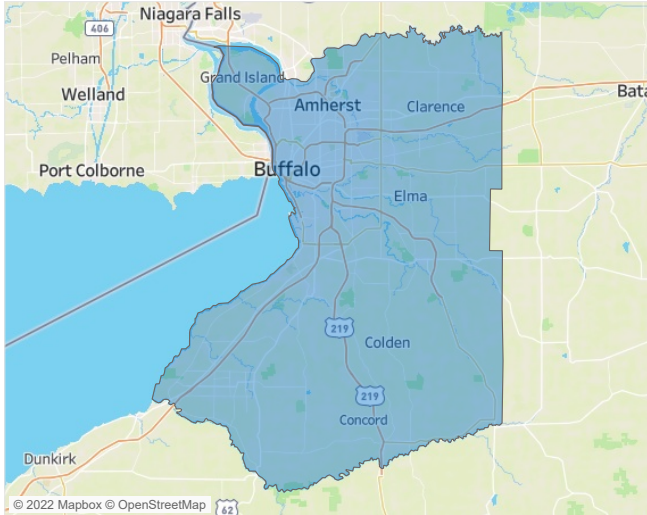 Niagara Falls
406
Pelham
Grand Island
Welland
Amherst
Clarence
Bata
Port Colborne
Buffalo
Elma
219
Colden
219
Concord
Dunkirk
© 2022 Mapbox © OpenStreetMap
62